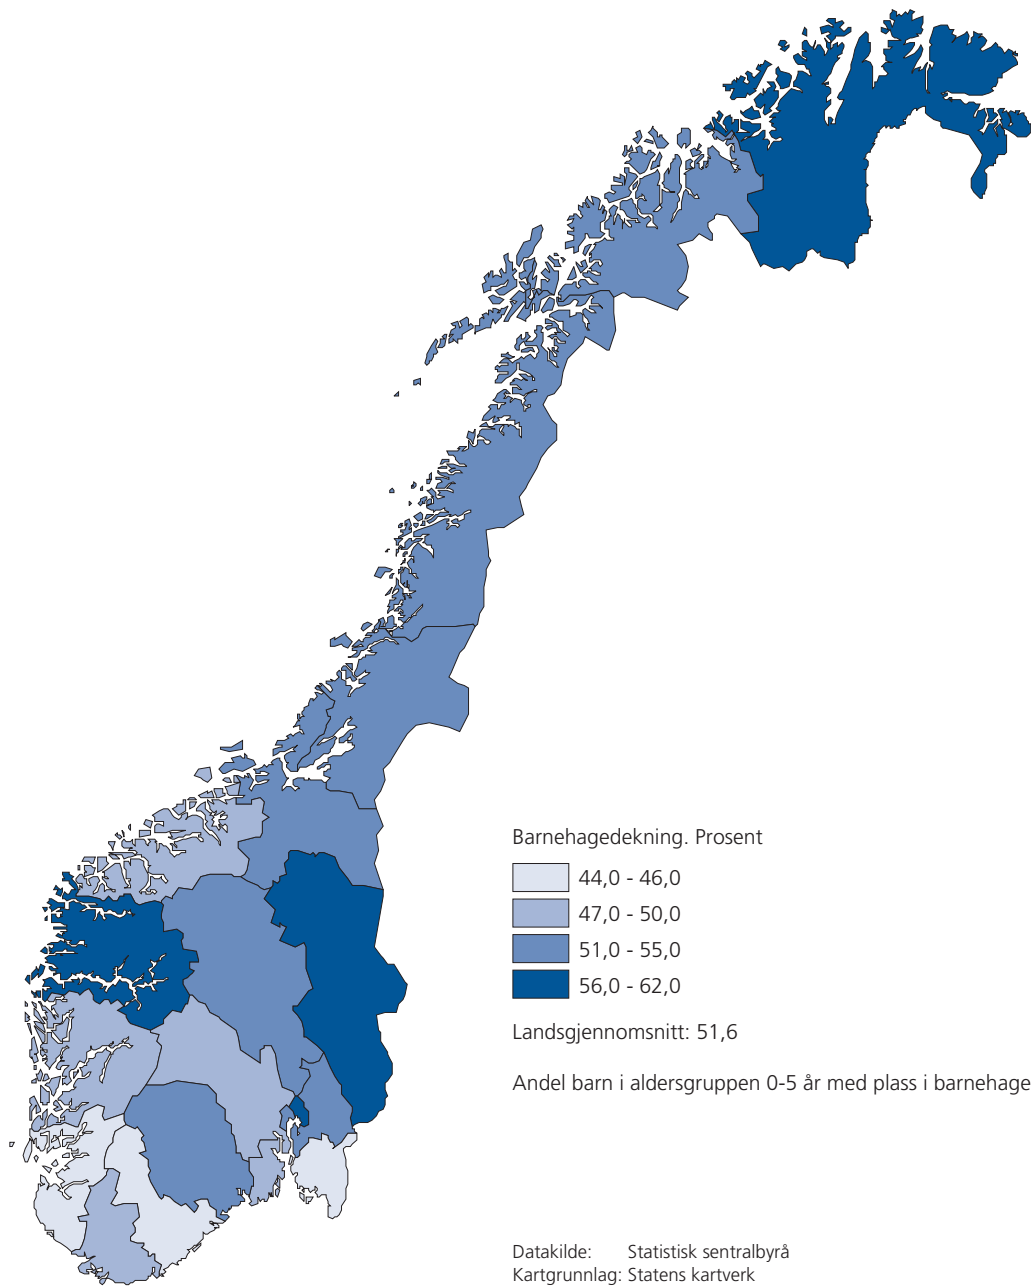 Barnehagedekning. Prosent
44,0 - 46,0
47,0 - 50,0
51,0 - 55,0
56,0 - 62,0
Landsgjennomsnitt: 51,6
Andel barn i aldersgruppen 0-5 år med plass i barnehage
Datakilde: Statistisk sentralbyrå
Kartgrunnlag: Statens kartverk